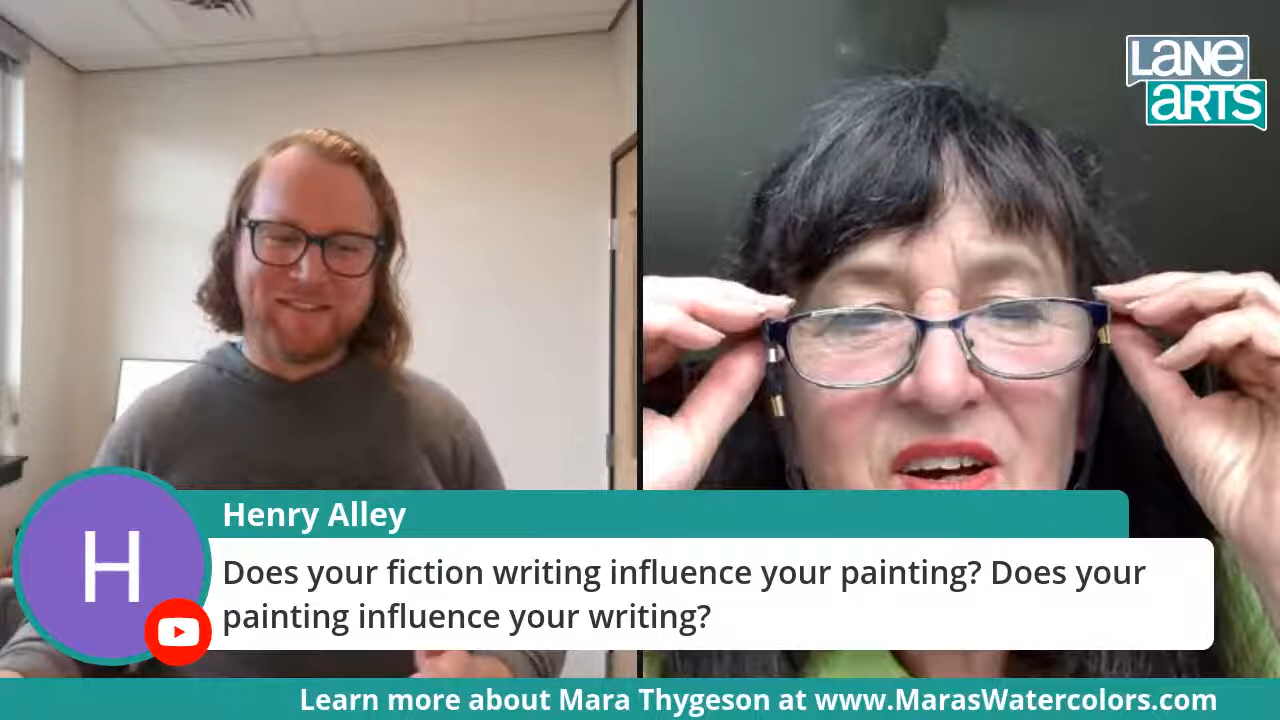 LANE
ARTS
Henry Alley
H
Does your fiction writing influence your painting? Does your
painting influence your writing?
Learn more about Mara Thygeson at www.MarasWatercolors.com